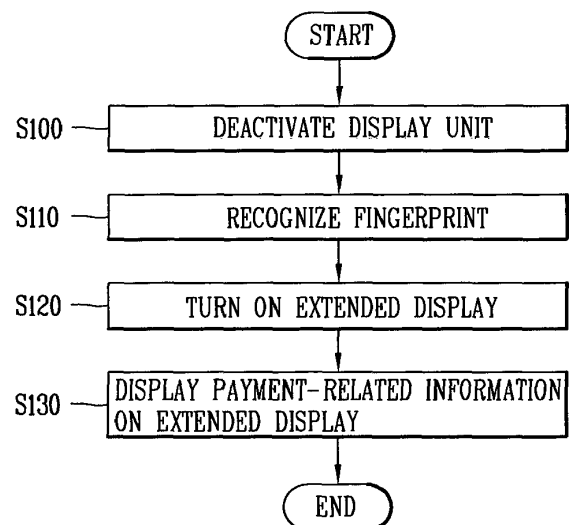 START
S100
DEACTIVATE DISPLAY UNIT
S110
RECOGNIZE FINGERPRINT
S120
TURN ON EXTENDED DISPLAY
S130
DISPLAY PAYMENT-RELATED INFORMATION
ON EXTENDED DISPLAY
END